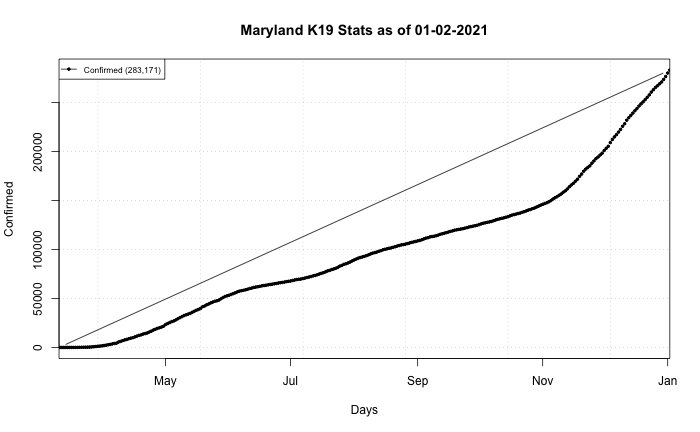 Maryland K19 Stats as of 01-02-2021
Confirmed (283,171)
200000
100000
50000
0
Confirmed
May Jul Sep Nov Jan
Days